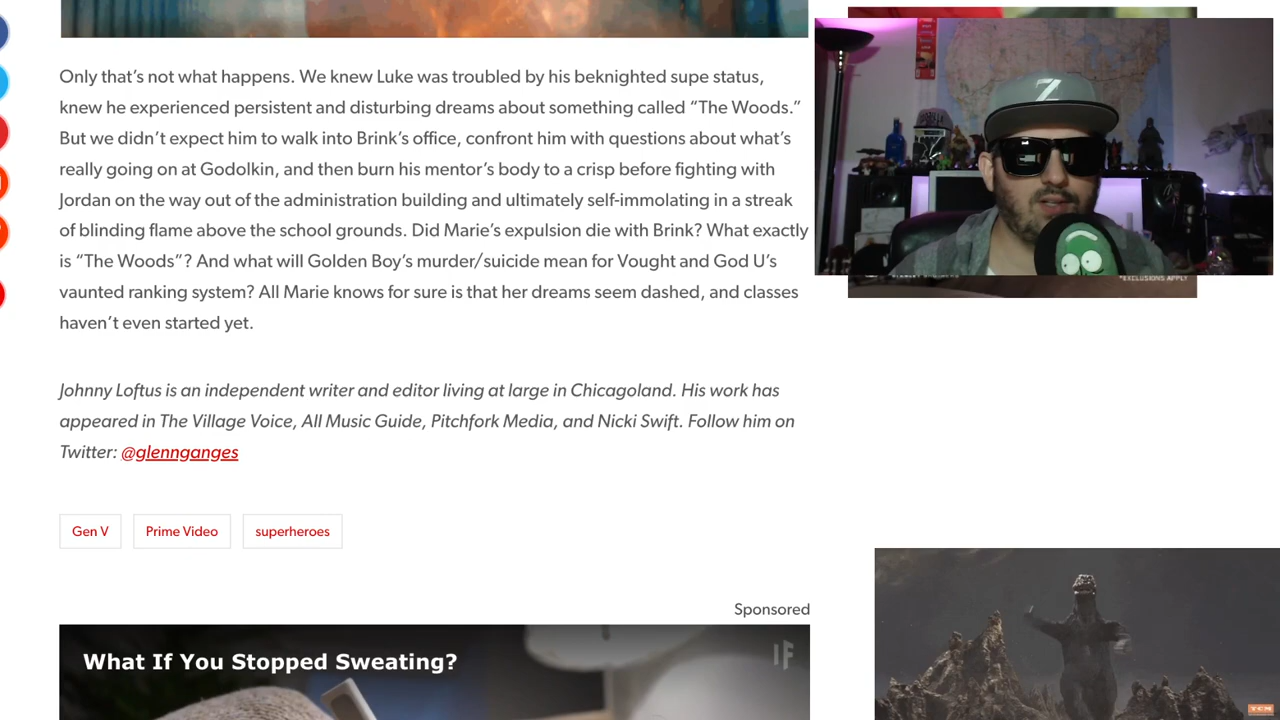 Only that’s not what happens. We knew Luke was troubled by his beknighted supe status,
knew he experienced persistent and disturbing dreams about something called “The Woods.”
But we didn’t expect him to walk into Brink’s office, confront him with questions about what’s
really going on at Godolkin, and then burn his mentor’s body to a crisp before fighting with
Jordan on the way out of the administration building and ultimately self-immolating in a streak
of blinding flame above the school grounds. Did Marie’s expulsion die with Brink? What exactly
is “The Woods”? And what will Golden Boy’s murder/suicide mean for Vought and God U’s
vaunted ranking system? All Marie knows for sure is that her dreams seem dashed, and classes
haven’t even started yet.
Johnny Loftus is an independent writer and editor living at large in Chicagoland. His work has
appeared in The Village Voice, All Music Guide, Pitchfork Media, and Nicki Swift. Follow him on
Twitter: @glennganges
Gen V
Prime Video
superheroes
Sponsored
What If You Stopped Sweating?
IF
Z
*EXCLUSIONS APPLY
TCM